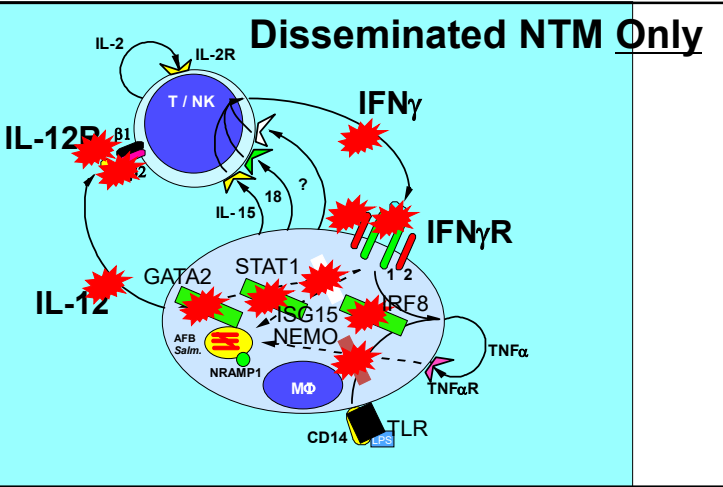 Disseminated NTM Only
IL-2
IL-2R
T / NK
IFNγ
IL-12R
β1
β2
18
?
IL-15
IFNγR
1 2
GATA2
STAT1
IL-12
ISG15
IRF8
NEMO
AFB
Salm.
NRAMP1
MΦ
TNFα
TNFαR
CD14
TLR
LPS